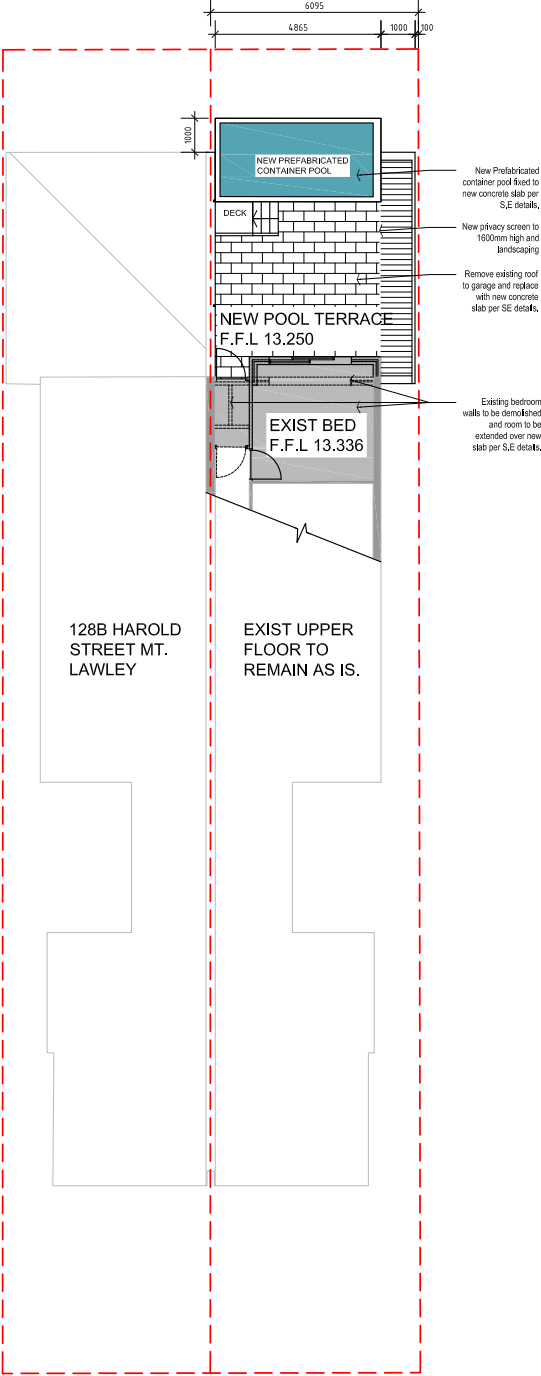 6095
4865
1000
100
1000
NEW PREFABRICATED
CONTAINER POOL
DECK
NEW POOL TERRACE
F.F.L 13.250
EXIST BED
F.F.L 13.336
New Prefabricated
container pool fixed to
new concrete slab per
S.E details.
New privacy screen to
1600mm high and
landscaping
Remove existing roof
to garage and replace
with new concrete
slab per SE details.
Existing bedroom
walls to be demolished
and room to be
extended over new
slab per S.E details.
128B HAROLD
STREET MT.
LAWLEY
EXIST UPPER
FLOOR TO
REMAIN AS IS.